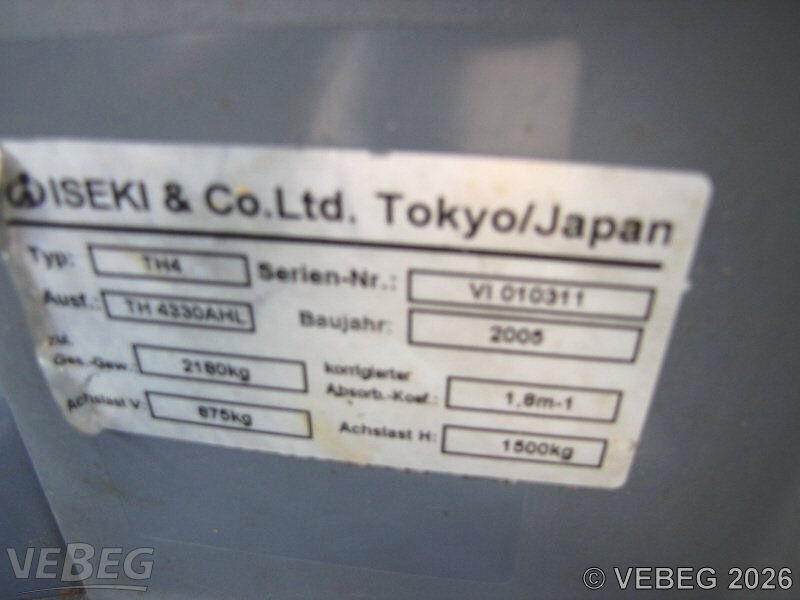 ISEKI & Co.Ltd. Tokyo/Japan
Typ: TH4 Serien-Nr.: VI 010311
Ausf.: TH 4330AHL Baujahr: 2005
zul.
Ges.-Gew.: 2180kg korrigierter
Absorb.-Koef.: 1,8m-1
Achslast V: 875kg Achslast H: 1500kg
VEBEG
© VEBEG 2026